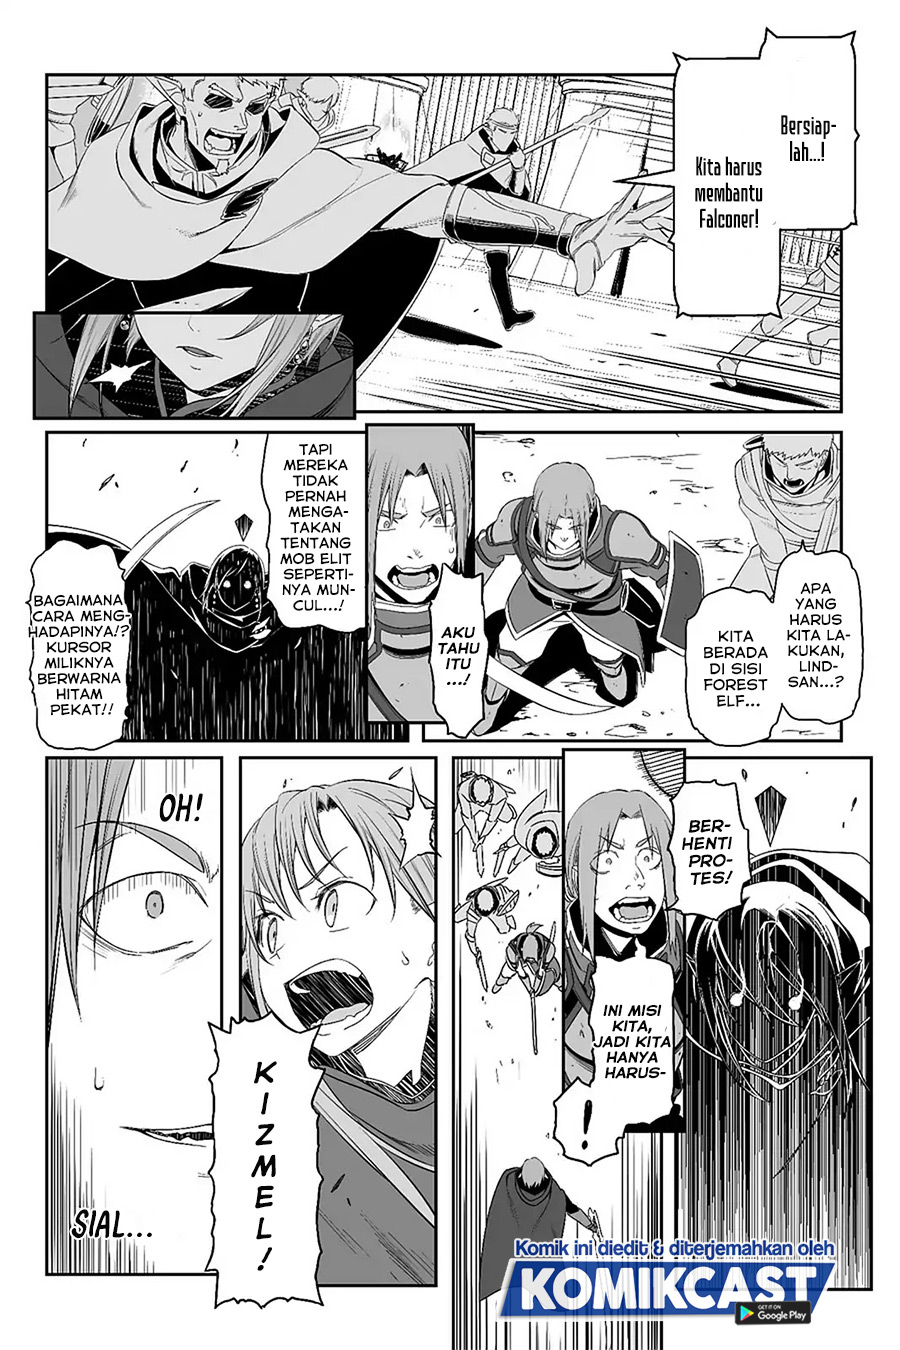 Bersiap-
lah...!
Kita harus
membantu
Falconer!
APA
YANG
HARUS
KITA LA-
KUKAN,
LIND-
SAN...?
KITA
BERADA
DI SISI
FOREST
ELF...
AKU
TAHU
ITU
...!
TAPI
MEREKA
TIDAK
PERNAH
MENGA-
TAKAN
TENTANG
MOB ELIT
SEPERTI-
NYA MUN-
CUL...!
BAGAIMANA
CARA MENG-
HADAPINYA!?
KURSOR
MILIKNYA
BERWARNA
HITAM
PEKAT!!
BER-
HENTI
PRO-
TES!
INI MISI
KITA,
JADI KITA
HANYA
HARUS-
!
KIZMEL!
OH!
SIAL...
Komik ini diedit & diterjemahkan oleh
KOMIKCAST
GET IT ON
Google Play